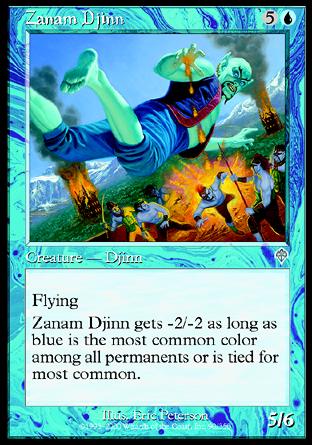 Zanam Djinn 5
Creature — Djinn
Flying
Zanam Djinn gets -2/-2 as long as
blue is the most common color
among all permanents or is tied for
most common.
Illus. Eric Peterson
5/6